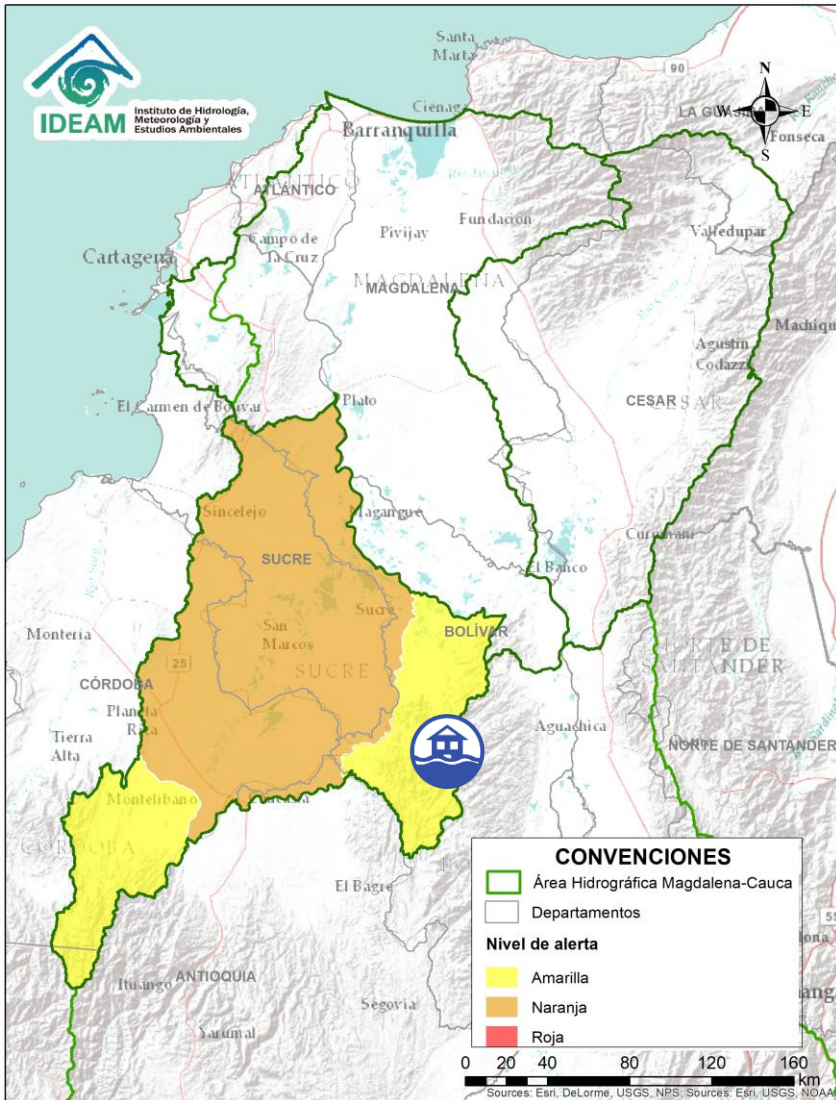 IDEAM
Instituto de Hidrología,
Meteorología y
Estudios Ambientales
Santa
Marta
90
N
W
E
S
Ciénaga
Barranquilla
LA GUAJI
Fonseca
ATLÁNTICO
Pivijay
Fundación
Valledupar
Cartagena
Campo de
la Cruz
MAGDALENA
MAGDALENA
Machiqu
Agustín
Codazzi
El Carmen de Bolívar
Plato
CESAR
CESAR
Sincelejo
Magangué
Curumaní
SUCRE
El Banco
Sucre
Montería
San
Marcos
BOLÍVAR
NORTE DE
SANTANDER
25
SUCRE
CÓRDOBA
Planeta
Rica
Tierra
Alta
Aguachica
NORTE DE SANTANDER
Montelíbano
CÓRDOBA
El Bagre
Ituango
ANTIOQUIA
Segovia
Yarumal
CONVENCIONES
Área Hidrográfica Magdalena-Cauca
Departamentos
Nivel de alerta
Amarilla
Naranja
Roja
55
0 20 40 80 120 160
km
Sources: Esri, DeLorme, USGS, NPS; Sources: Esri, USGS, NOAA